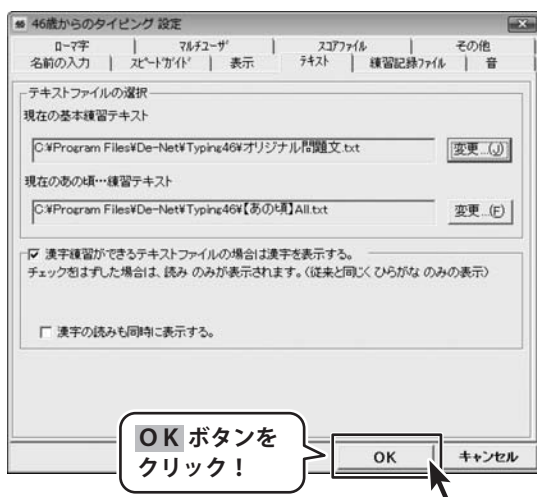 46歳からのタイピング 設定
ローマ字 マルチユーザ スコアファイル その他
名前の入力 スピードガイド 表示 テキスト 練習記録ファイル 音
テキストファイルの選択
現在の基本練習テキスト
C:¥Program Files¥De-Net¥Typing46¥オリジナル問題文.txt 変更...(J)
現在のあの頃…練習テキスト
C:¥Program Files¥De-Net¥Typing46¥【あの頃】All.txt 変更...(F)
漢字練習ができるテキストファイルの場合は漢字を表示する。
チェックをはずした場合は、読み のみが表示されます。(従来と同じく ひらがな のみの表示)
漢字の読みも同時に表示する。
OK ボタンを
クリック！
OK キャンセル